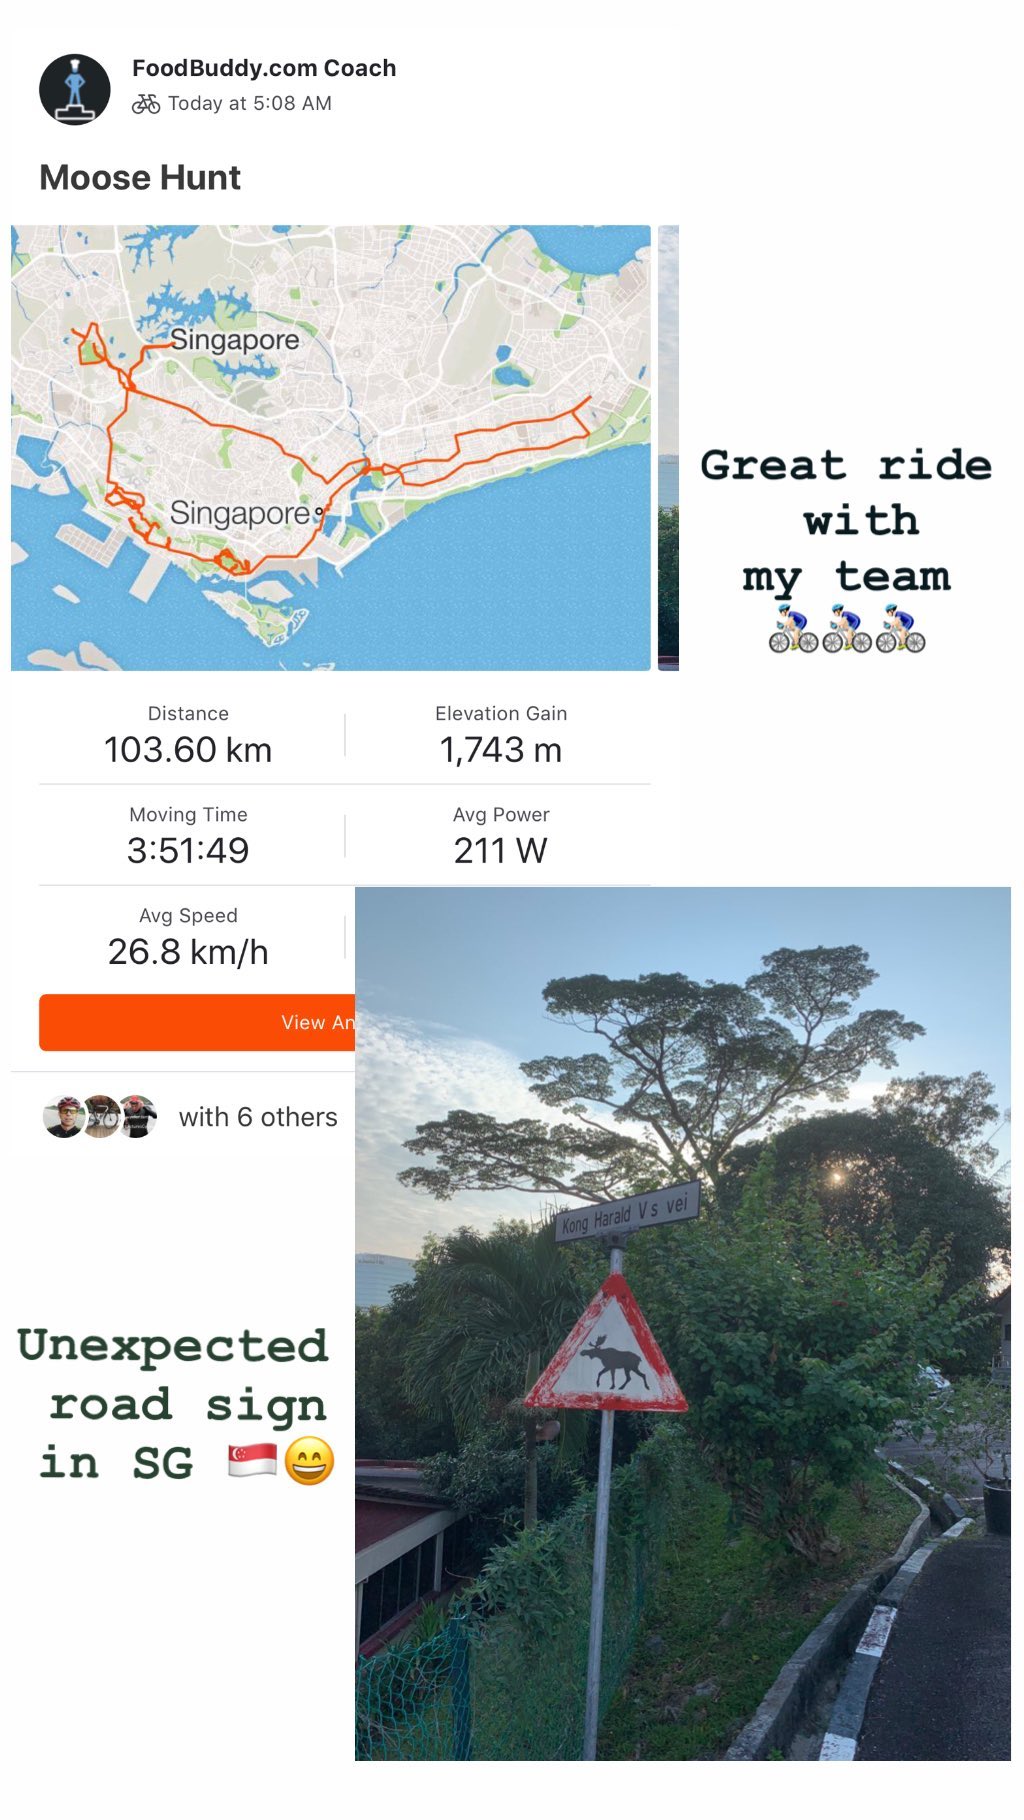 FoodBuddy.com Coach
Today at 5:08 AM
Moose Hunt
Singapore
Singapore
Great ride
with
my team
Distance
103.60 km
Elevation Gain
1,743 m
Moving Time
3:51:49
Avg Power
211 W
Avg Speed
26.8 km/h
View An
with 6 others
Kong Harald V s vei
Unexpected
road sign
in SG 🇸🇬😄